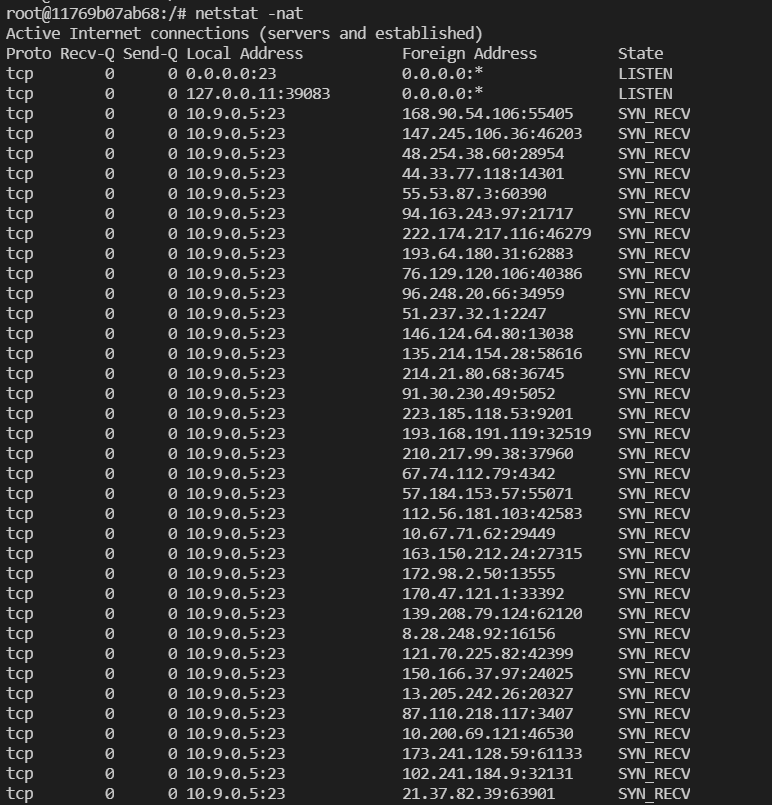 root@11769b07ab68:/# netstat -nat
Active Internet connections (servers and established)
Proto Recv-Q Send-Q Local Address           Foreign Address         State
tcp        0      0 0.0.0.0:23              0.0.0.0:*               LISTEN
tcp        0      0 127.0.0.11:39083        0.0.0.0:*               LISTEN
tcp        0      0 10.9.0.5:23             168.90.54.106:55405     SYN_RECV
tcp        0      0 10.9.0.5:23             147.245.106.36:46203    SYN_RECV
tcp        0      0 10.9.0.5:23             48.254.38.60:28954      SYN_RECV
tcp        0      0 10.9.0.5:23             44.33.77.118:14301      SYN_RECV
tcp        0      0 10.9.0.5:23             55.53.87.3:60390        SYN_RECV
tcp        0      0 10.9.0.5:23             94.163.243.97:21717     SYN_RECV
tcp        0      0 10.9.0.5:23             222.174.217.116:46279   SYN_RECV
tcp        0      0 10.9.0.5:23             193.64.180.31:62883     SYN_RECV
tcp        0      0 10.9.0.5:23             76.129.120.106:40386    SYN_RECV
tcp        0      0 10.9.0.5:23             96.248.20.66:34959      SYN_RECV
tcp        0      0 10.9.0.5:23             51.237.32.1:2247        SYN_RECV
tcp        0      0 10.9.0.5:23             146.124.64.80:13038     SYN_RECV
tcp        0      0 10.9.0.5:23             135.214.154.28:58616    SYN_RECV
tcp        0      0 10.9.0.5:23             214.21.80.68:36745      SYN_RECV
tcp        0      0 10.9.0.5:23             91.30.230.49:5052       SYN_RECV
tcp        0      0 10.9.0.5:23             223.185.118.53:9201     SYN_RECV
tcp        0      0 10.9.0.5:23             193.168.191.119:32519   SYN_RECV
tcp        0      0 10.9.0.5:23             210.217.99.38:37960     SYN_RECV
tcp        0      0 10.9.0.5:23             67.74.112.79:4342       SYN_RECV
tcp        0      0 10.9.0.5:23             57.184.153.57:55071     SYN_RECV
tcp        0      0 10.9.0.5:23             112.56.181.103:42583    SYN_RECV
tcp        0      0 10.9.0.5:23             10.67.71.62:29449       SYN_RECV
tcp        0      0 10.9.0.5:23             163.150.212.24:27315    SYN_RECV
tcp        0      0 10.9.0.5:23             172.98.2.50:13555       SYN_RECV
tcp        0      0 10.9.0.5:23             170.47.121.1:33392      SYN_RECV
tcp        0      0 10.9.0.5:23             139.208.79.124:62120    SYN_RECV
tcp        0      0 10.9.0.5:23             8.28.248.92:16156       SYN_RECV
tcp        0      0 10.9.0.5:23             121.70.225.82:42399     SYN_RECV
tcp        0      0 10.9.0.5:23             150.166.37.97:24025     SYN_RECV
tcp        0      0 10.9.0.5:23             13.205.242.26:20327     SYN_RECV
tcp        0      0 10.9.0.5:23             87.110.218.117:3407     SYN_RECV
tcp        0      0 10.9.0.5:23             10.200.69.121:46530     SYN_RECV
tcp        0      0 10.9.0.5:23             173.241.128.59:61133    SYN_RECV
tcp        0      0 10.9.0.5:23             102.241.184.9:32131     SYN_RECV
tcp        0      0 10.9.0.5:23             21.37.82.39:63901       SYN_RECV